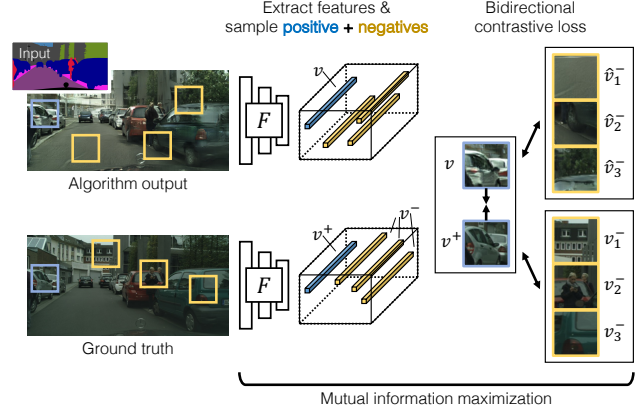 Extract features &
sample positive + negatives
Bidirectional
contrastive loss
Input
v
F
Algorithm output
v
v⁺
v̂₁⁻
v̂₂⁻
v̂₃⁻
v⁺
v⁻
F
Ground truth
v₁⁻
v₂⁻
v₃⁻
Mutual information maximization